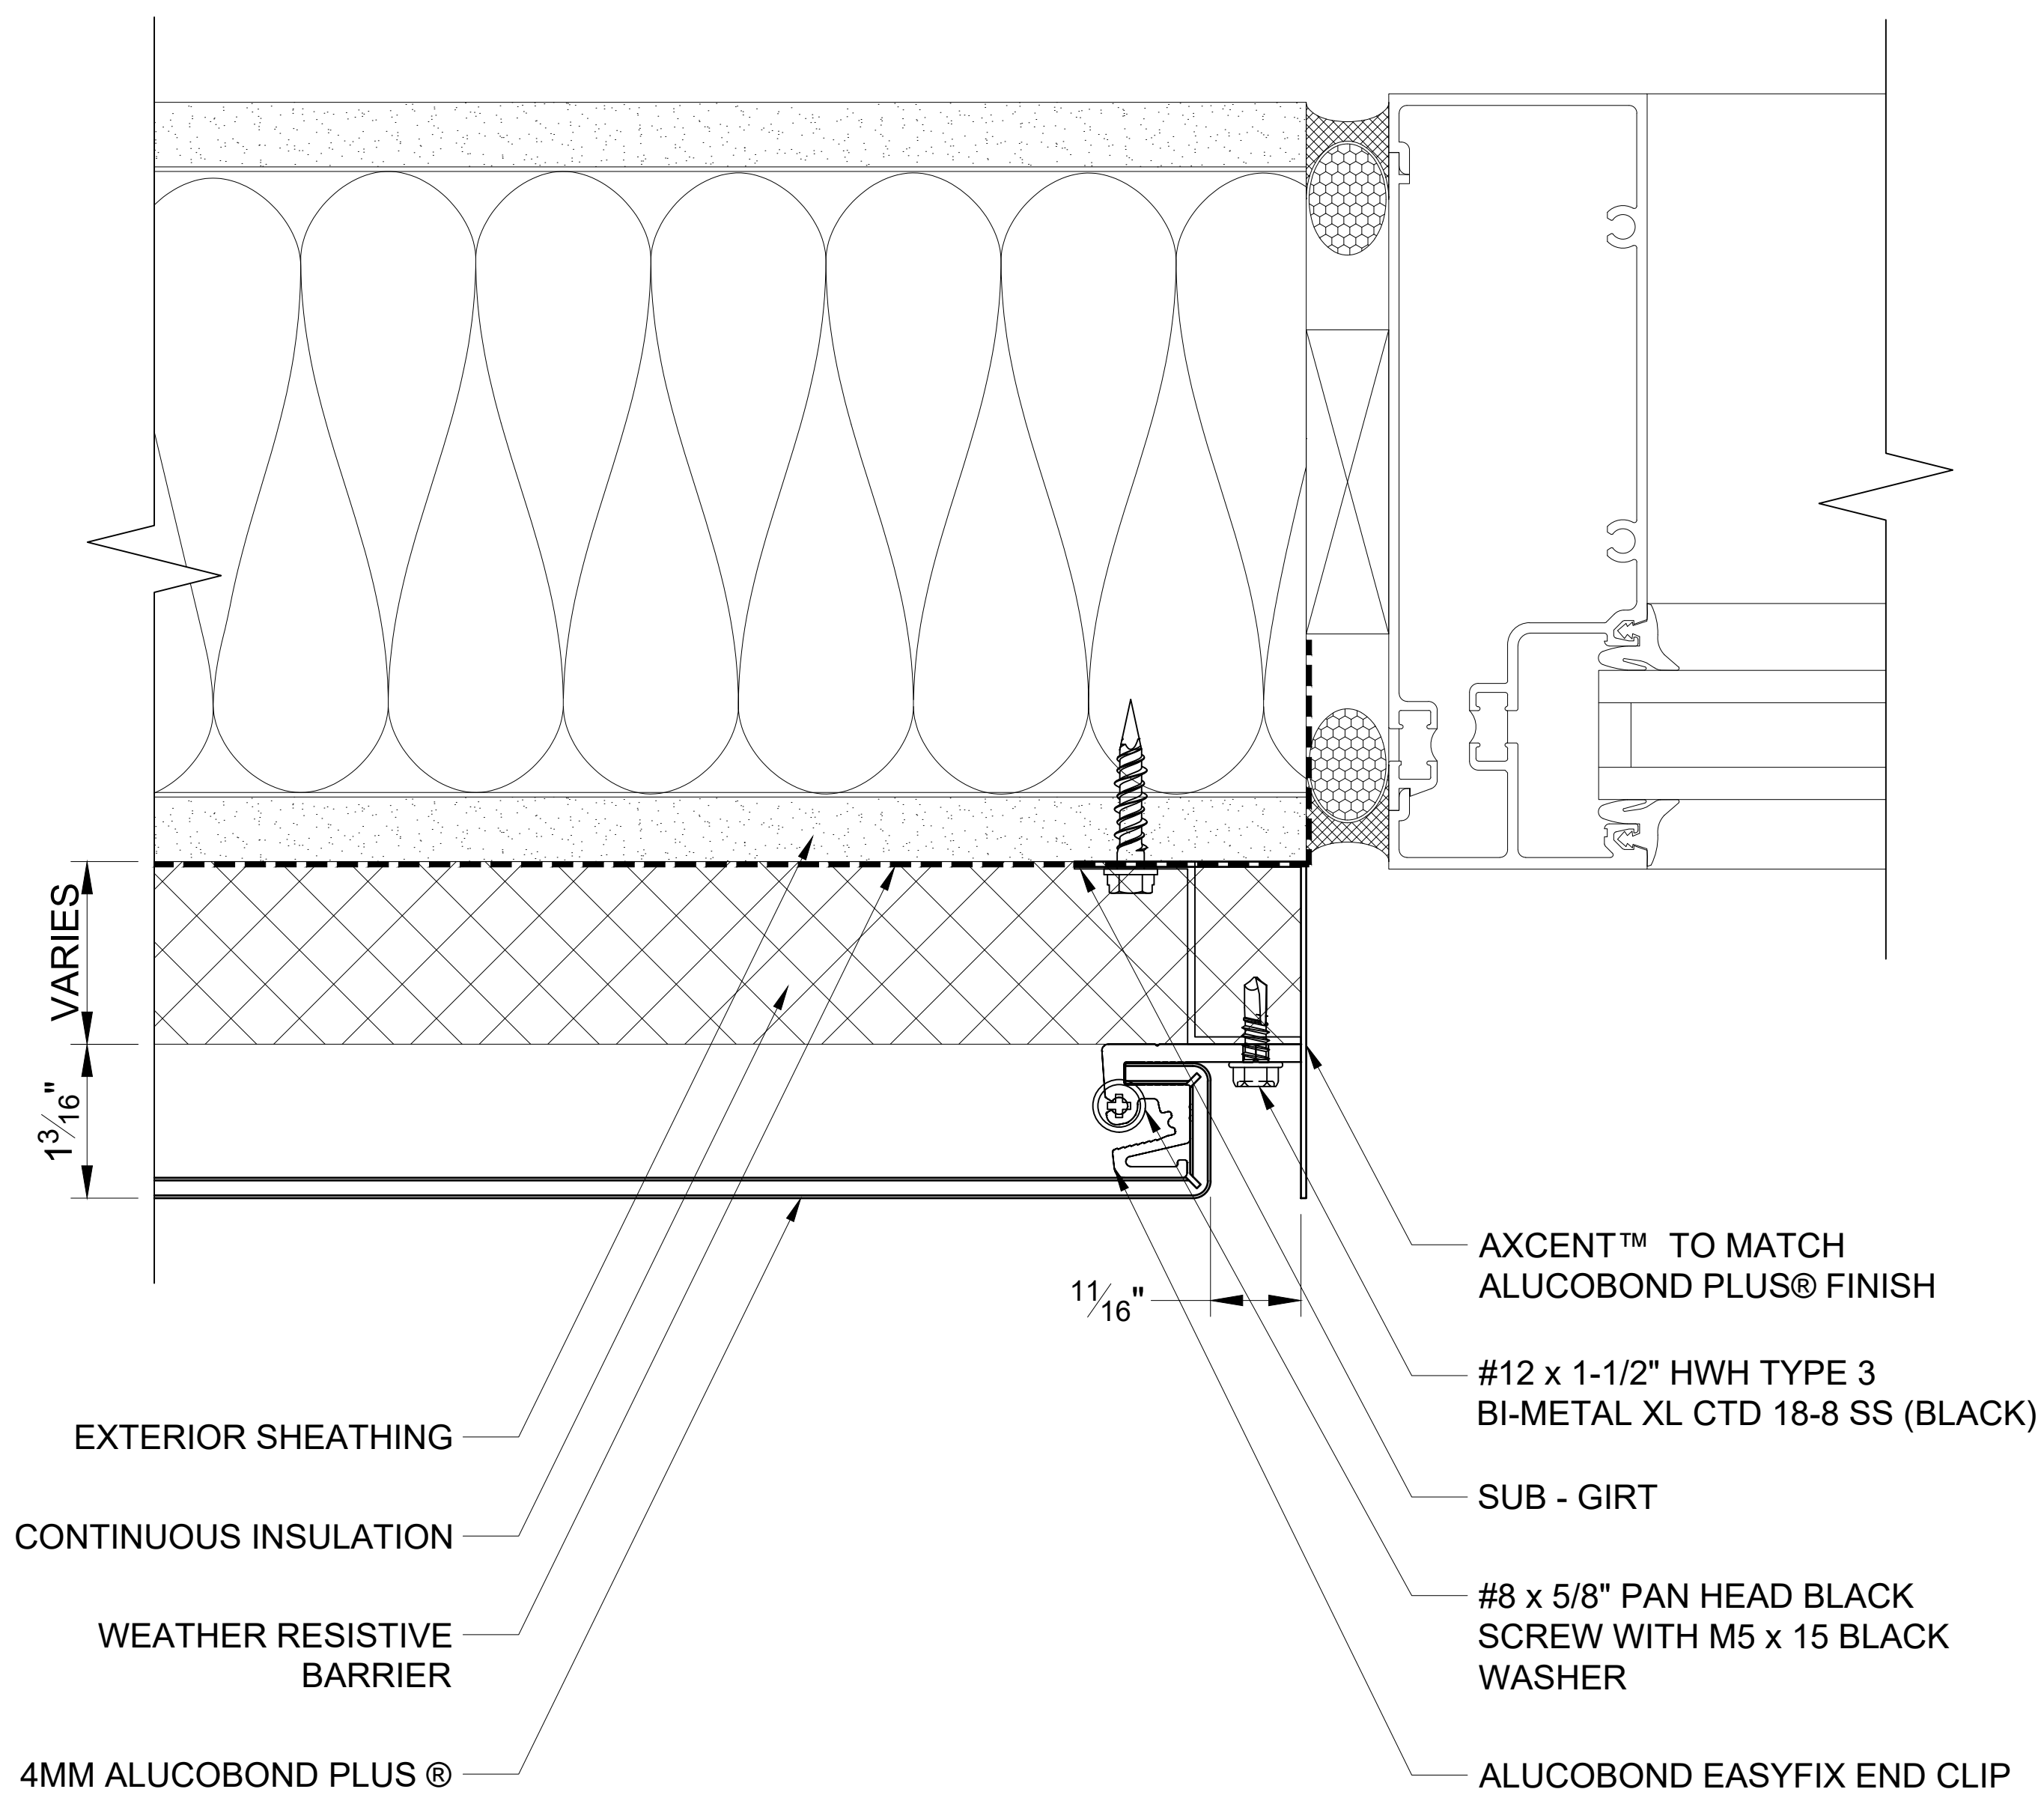 VARIES
1 3/16"
11/16"
EXTERIOR SHEATHING
CONTINUOUS INSULATION
WEATHER RESISTIVE
BARRIER
4MM ALUCOBOND PLUS ®
AXCENT™ TO MATCH
ALUCOBOND PLUS® FINISH
#12 x 1-1/2" HWH TYPE 3
BI-METAL XL CTD 18-8 SS (BLACK)
SUB - GIRT
#8 x 5/8" PAN HEAD BLACK
SCREW WITH M5 x 15 BLACK
WASHER
ALUCOBOND EASYFIX END CLIP